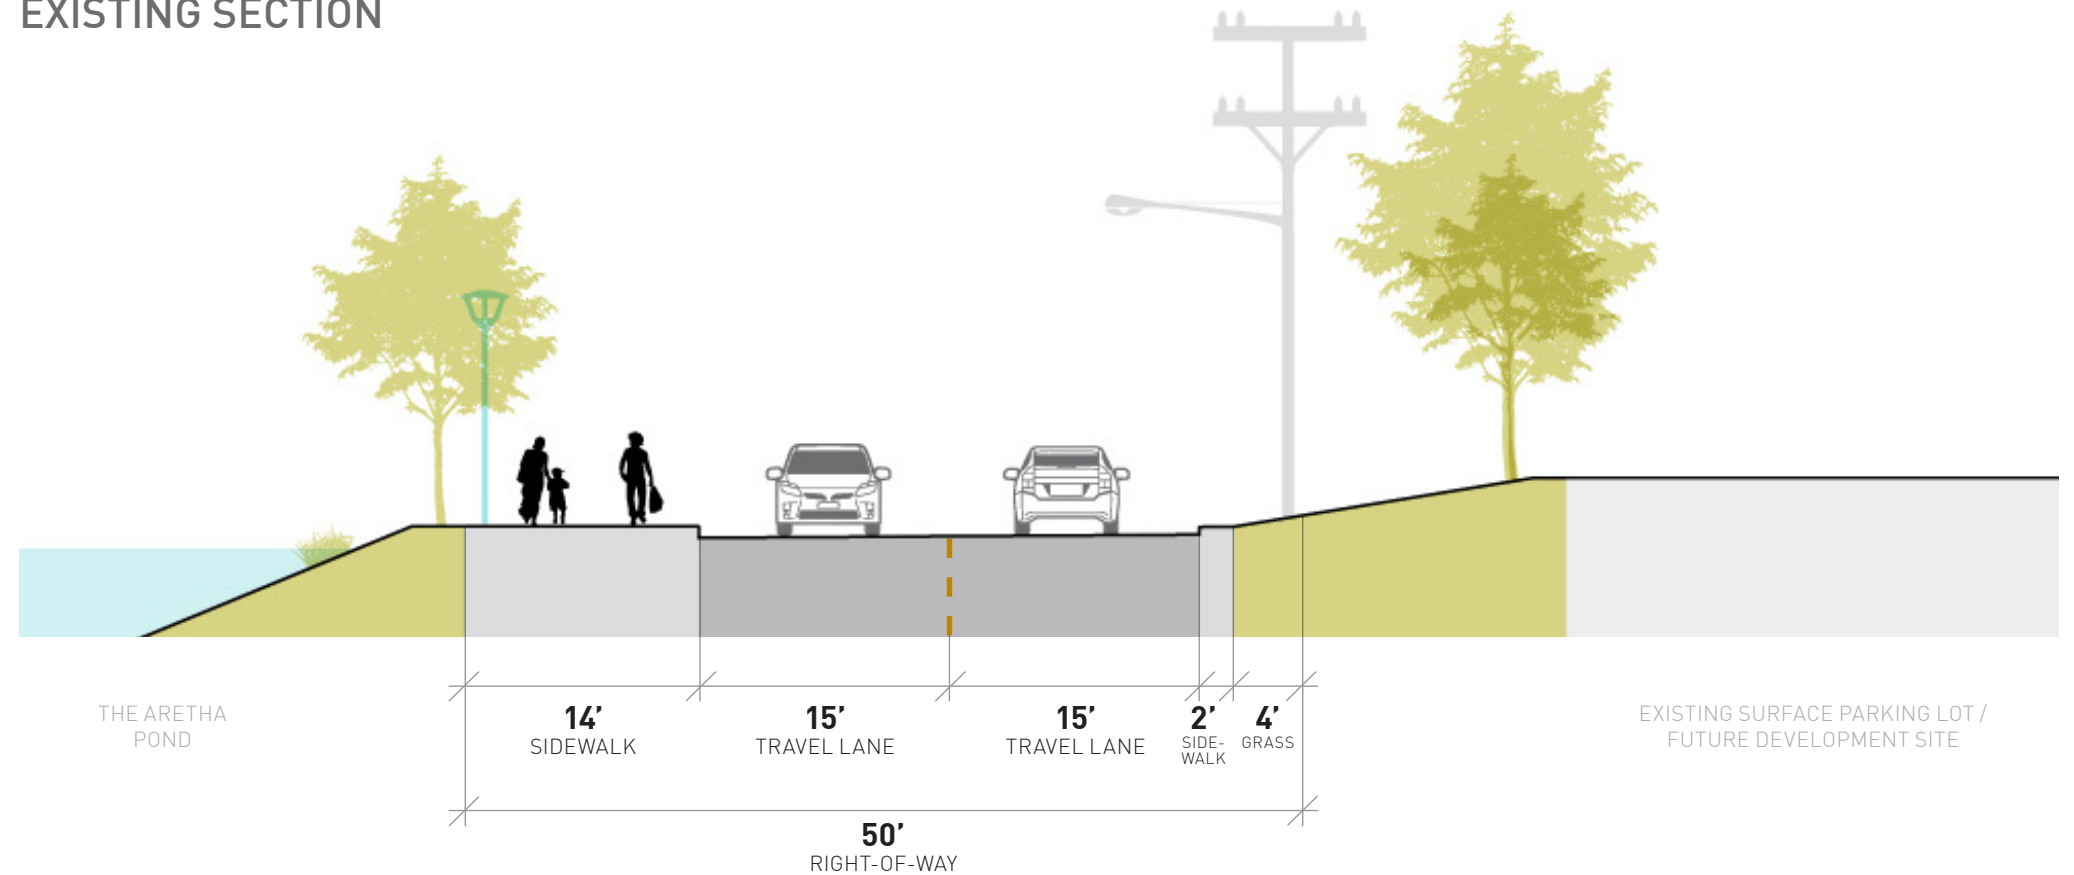 EXISTING SECTION
THE ARETHA
POND
14’
SIDEWALK
15’
TRAVEL LANE
15’
TRAVEL LANE
2’
SIDE-
WALK
4’
GRASS
EXISTING SURFACE PARKING LOT /
FUTURE DEVELOPMENT SITE
50’
RIGHT-OF-WAY